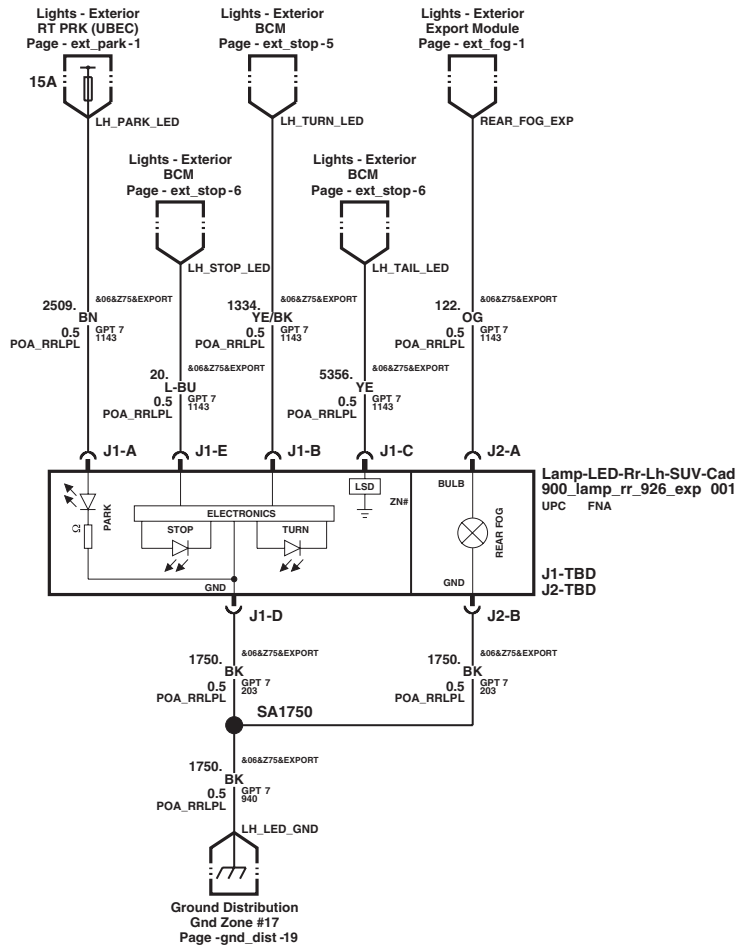 Lights - Exterior
RT PRK (UBEC)
Page - ext_park-1
Lights - Exterior
BCM
Page - ext_stop-5
Lights - Exterior
Export Module
Page - ext_fog-1
15A
LH_PARK_LED
LH_TURN_LED
REAR_FOG_EXP
Lights - Exterior
BCM
Page - ext_stop-6
Lights - Exterior
BCM
Page - ext_stop-6
LH_STOP_LED
LH_TAIL_LED
2509.
&06&Z75&EXPORT
BN
0.5
GPT 7
POA_RRLPL
1143
1334.
&06&Z75&EXPORT
YE/BK
0.5
GPT 7
POA_RRLPL
1143
122.
&06&Z75&EXPORT
OG
0.5
GPT 7
POA_RRLPL
1143
20.
&06&Z75&EXPORT
L-BU
0.5
GPT 7
POA_RRLPL
1143
5356.
&06&Z75&EXPORT
YE
0.5
GPT 7
POA_RRLPL
1143
J1-A
J1-E
J1-B
J1-C
J2-A
Lamp-LED-Rr-Lh-SUV-Cad
900_lamp_rr_926_exp 001
UPC FNA
PARK
Ω
ELECTRONICS
STOP
TURN
LSD
ZN#
BULB
REAR FOG
GND
GND
J1-TBD
J2-TBD
J1-D
J2-B
1750.
&06&Z75&EXPORT
BK
0.5
GPT 7
POA_RRLPL
203
1750.
&06&Z75&EXPORT
BK
0.5
GPT 7
POA_RRLPL
203
SA1750
1750.
&06&Z75&EXPORT
BK
0.5
GPT 7
POA_RRLPL
940
LH_LED_GND
Ground Distribution
Gnd Zone #17
Page -gnd_dist -19